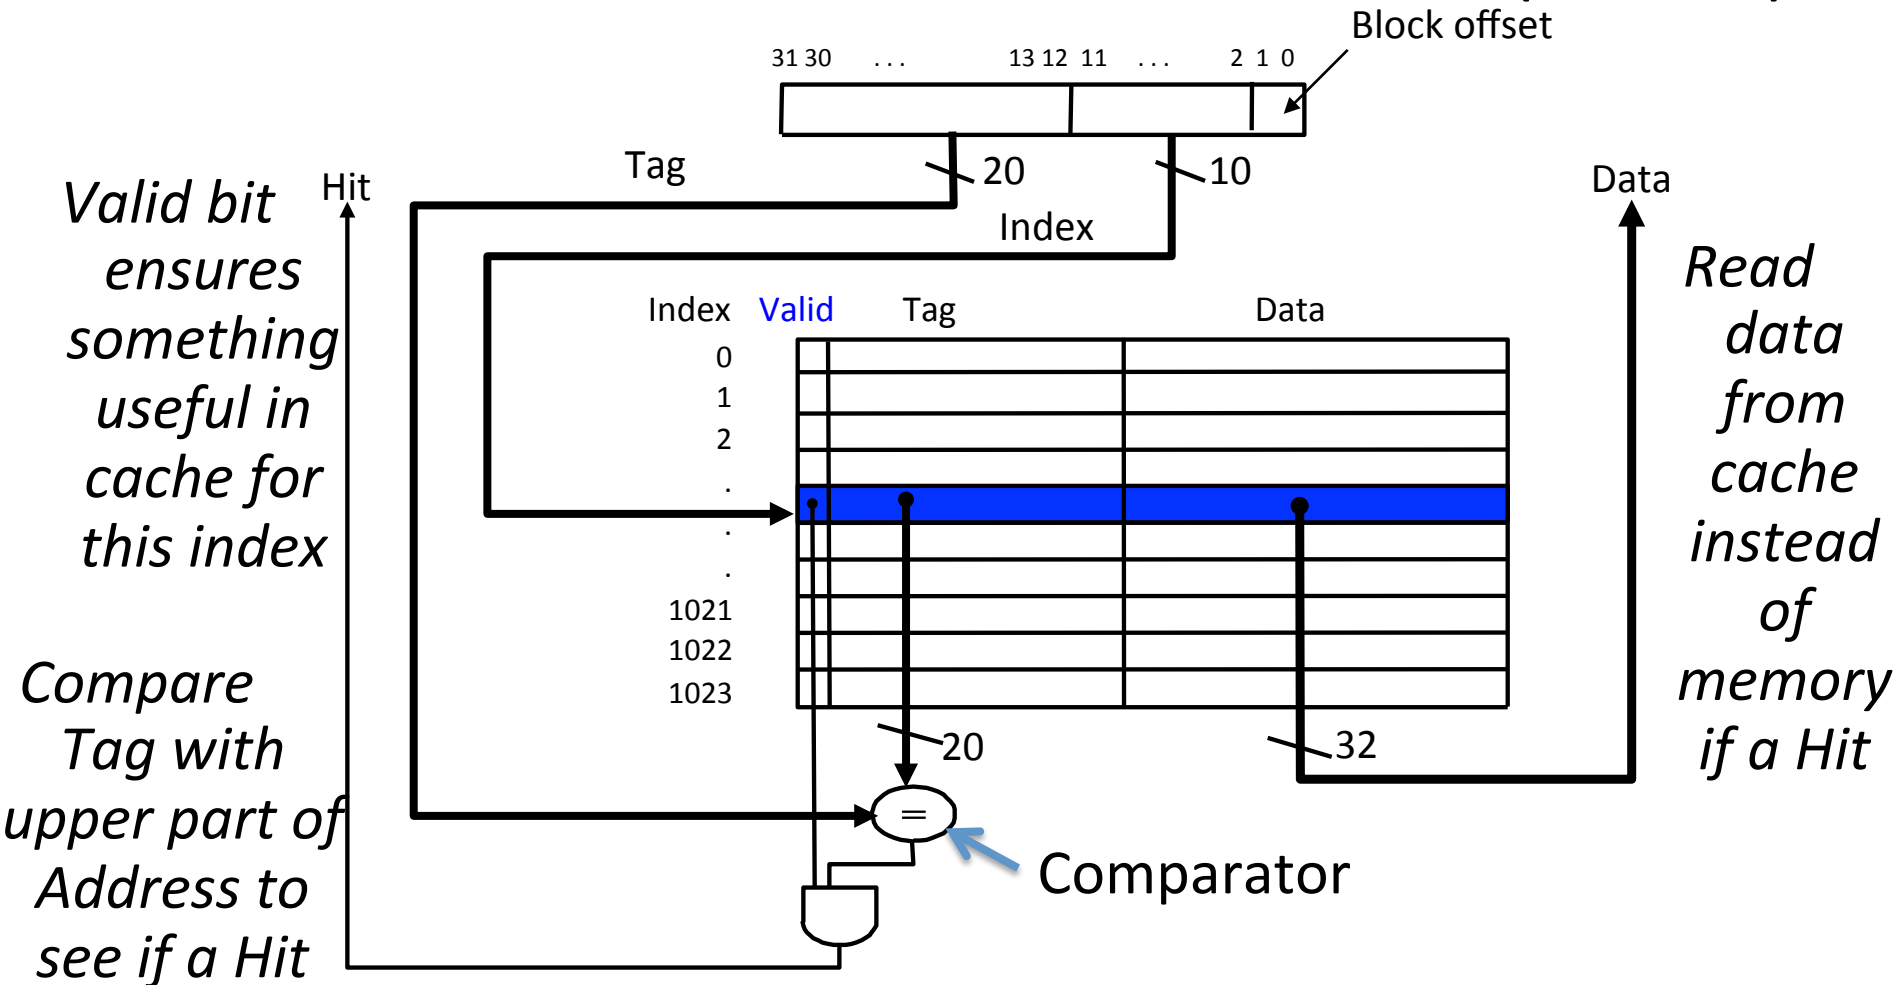 Block offset
31 30 ... 13 12 11 ... 2 1 0
Tag
20
10
Index
Hit
Data
Valid bit
ensures
something
useful in
cache for
this index
Compare
Tag with
upper part of
Address to
see if a Hit
Index Valid Tag Data
0
1
2
.
.
.
1021
1022
1023
20
32
=
Comparator
Read
data
from
cache
instead
of
memory
if a Hit